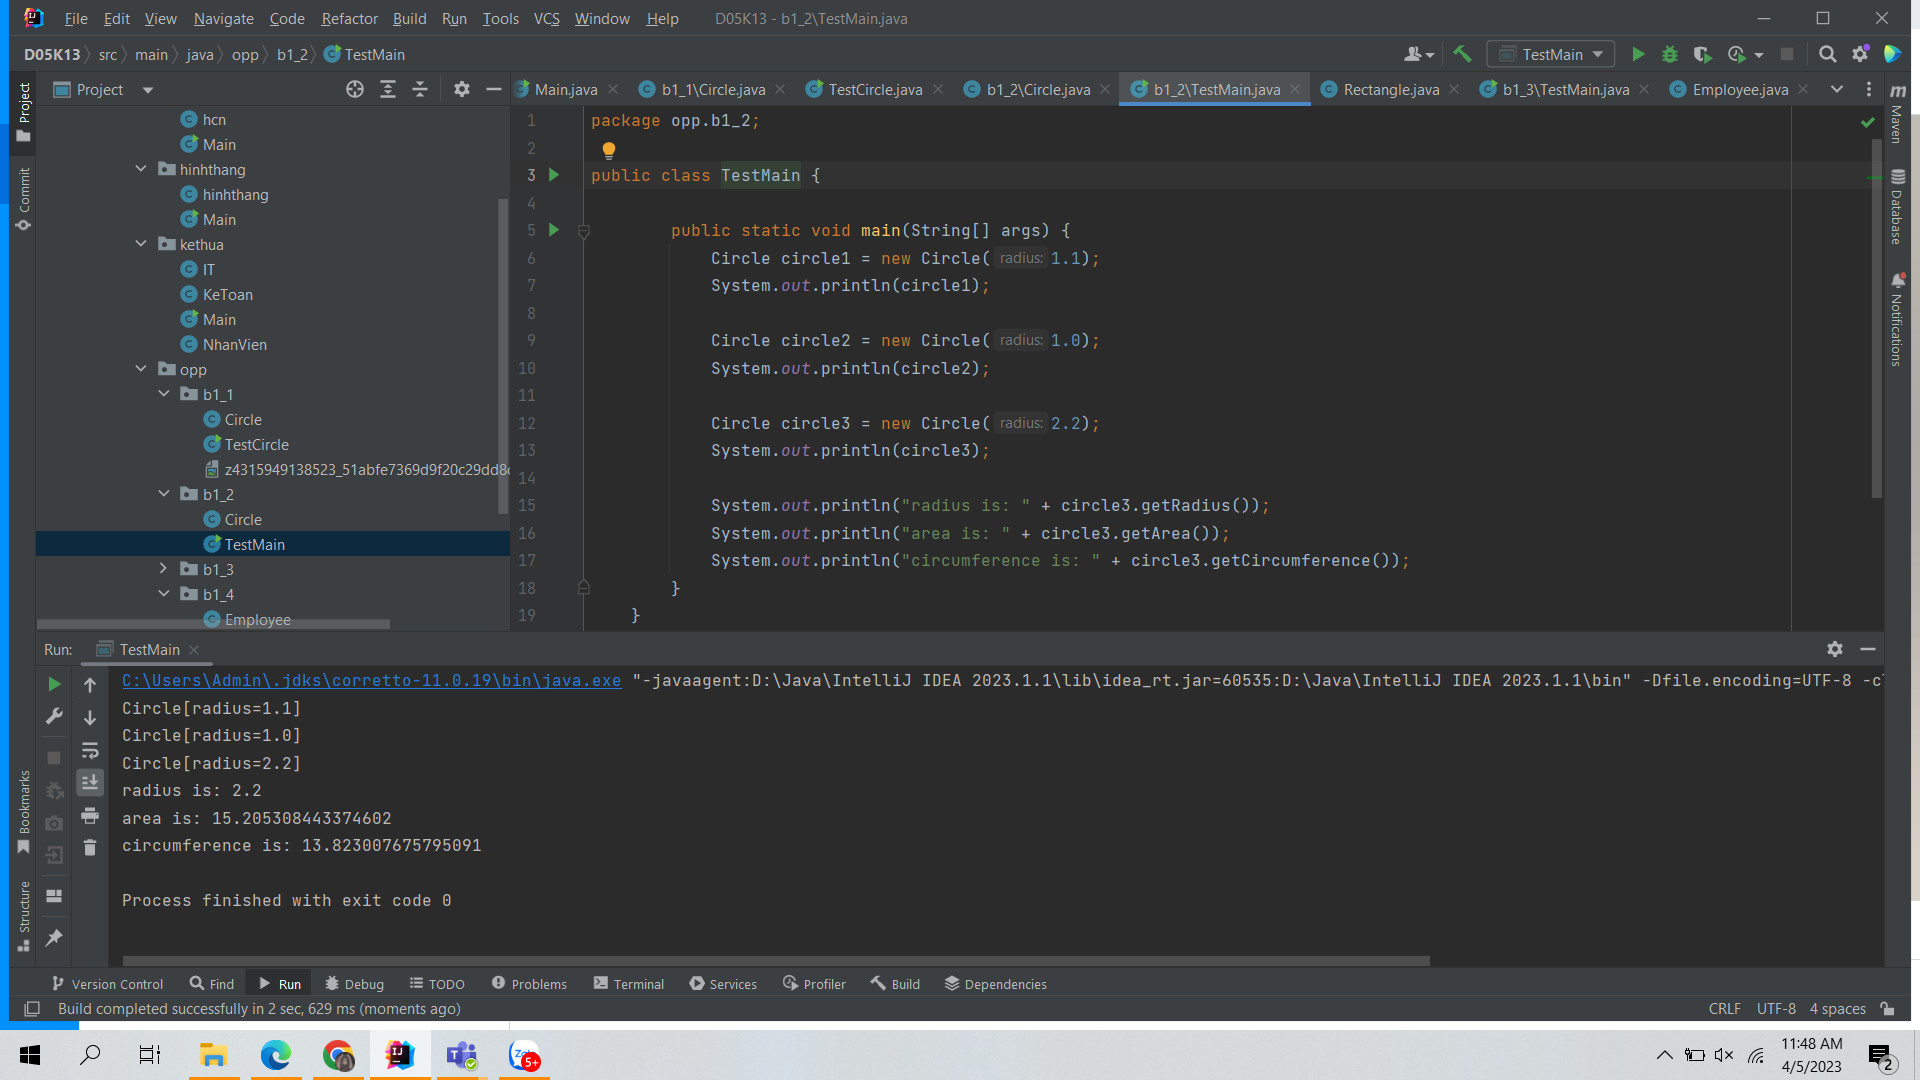 File Edit View Navigate Code Refactor Build Run Tools VCS Window Help D05K13 - b1_2\TestMain.java
D05K13 src main java opp b1_2 TestMain
TestMain
Project
Main.java b1_1\Circle.java TestCircle.java b1_2\Circle.java b1_2\TestMain.java Rectangle.java b1_3\TestMain.java Employee.java
Project
Commit
Bookmarks
Structure
hcn
Main
hinhthang
hinhthang
Main
kethua
IT
KeToan
Main
NhanVien
opp
b1_1
Circle
TestCircle
z4315949138523_51abfe7369d9f20c29dd8
b1_2
Circle
TestMain
b1_3
b1_4
Employee
1 package opp.b1_2;
2
3 public class TestMain {
4
5 public static void main(String[] args) {
6 Circle circle1 = new Circle( radius: 1.1);
7 System.out.println(circle1);
8
9 Circle circle2 = new Circle( radius: 1.0);
10 System.out.println(circle2);
11
12 Circle circle3 = new Circle( radius: 2.2);
13 System.out.println(circle3);
14
15 System.out.println("radius is: " + circle3.getRadius());
16 System.out.println("area is: " + circle3.getArea());
17 System.out.println("circumference is: " + circle3.getCircumference());
18 }
19 }
m
Maven
Database
Notifications
Run: TestMain
C:\Users\Admin\.jdks\corretto-11.0.19\bin\java.exe "-javaagent:D:\Java\IntelliJ IDEA 2023.1.1\lib\idea_rt.jar=60535:D:\Java\IntelliJ IDEA 2023.1.1\bin" -Dfile.encoding=UTF-8 -c
Circle[radius=1.1]
Circle[radius=1.0]
Circle[radius=2.2]
radius is: 2.2
area is: 15.205308443374602
circumference is: 13.823007675795091
Process finished with exit code 0
Version Control Find Run Debug TODO Problems Terminal Services Profiler Build Dependencies
Build completed successfully in 2 sec, 629 ms (moments ago)
CRLF UTF-8 4 spaces
5+
11:48 AM
4/5/2023
2